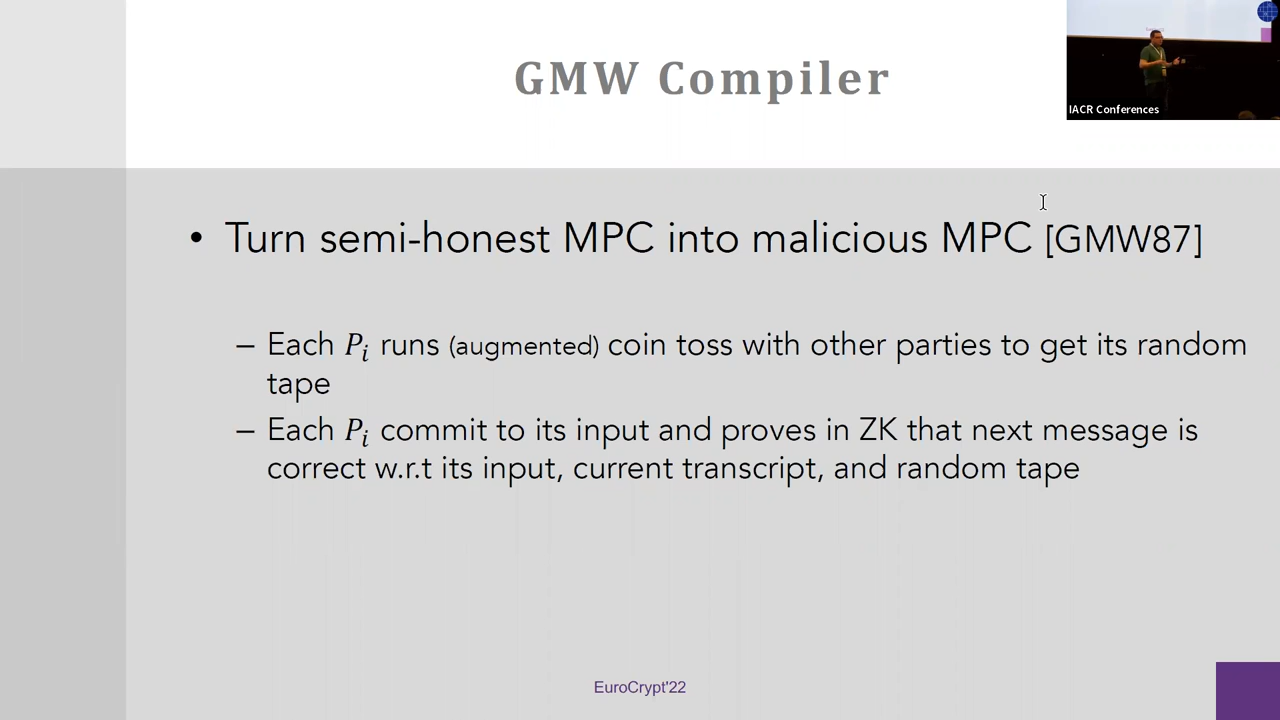 GMW Compiler
IACR Conferences
• Turn semi-honest MPC into malicious MPC [GMW87]
– Each P_i runs (augmented) coin toss with other parties to get its random
tape
– Each P_i commit to its input and proves in ZK that next message is
correct w.r.t its input, current transcript, and random tape
EuroCrypt'22